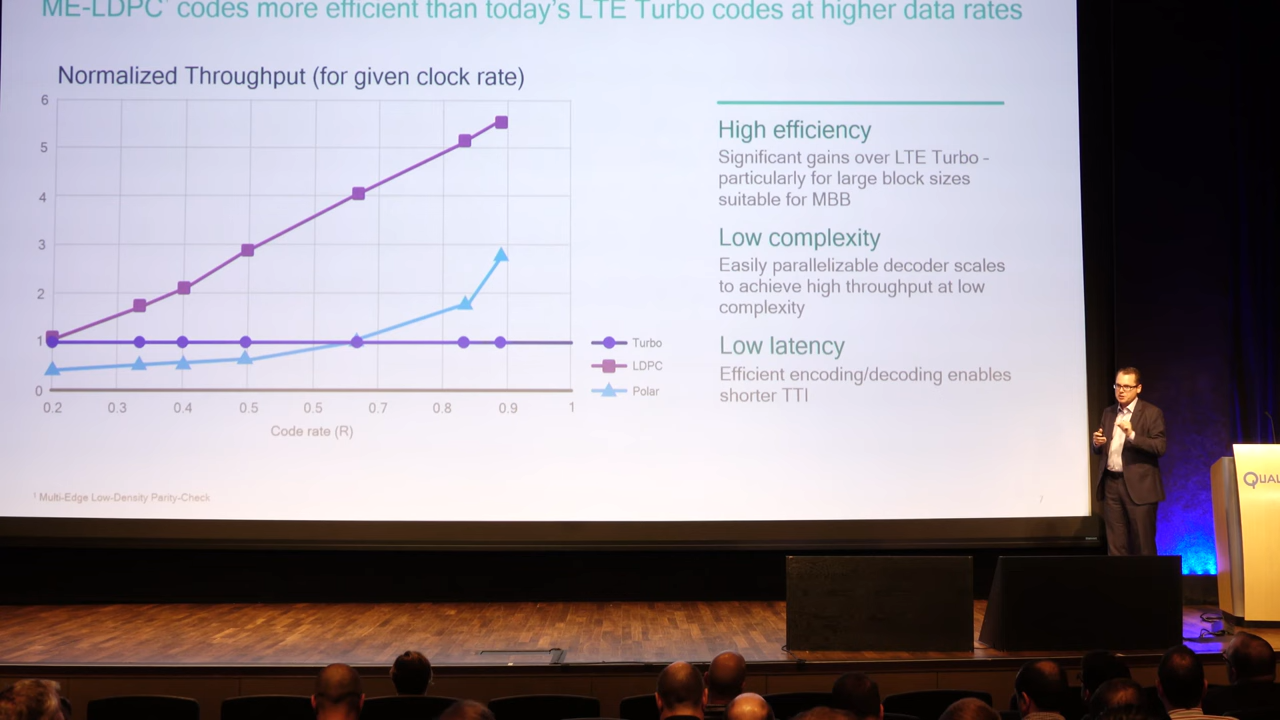 ME-LDPC¹ codes more efficient than today's LTE Turbo codes at higher data rates
Normalized Throughput (for given clock rate)
6
5
4
3
2
1
0
0.2 0.3 0.4 0.5 0.5 0.7 0.8 0.9 1
Code rate (R)
Turbo
LDPC
Polar
High efficiency
Significant gains over LTE Turbo -
particularly for large block sizes
suitable for MBB
Low complexity
Easily parallelizable decoder scales
to achieve high throughput at low
complexity
Low latency
Efficient encoding/decoding enables
shorter TTI
¹ Multi-Edge Low-Density Parity-Check
7
QUAL